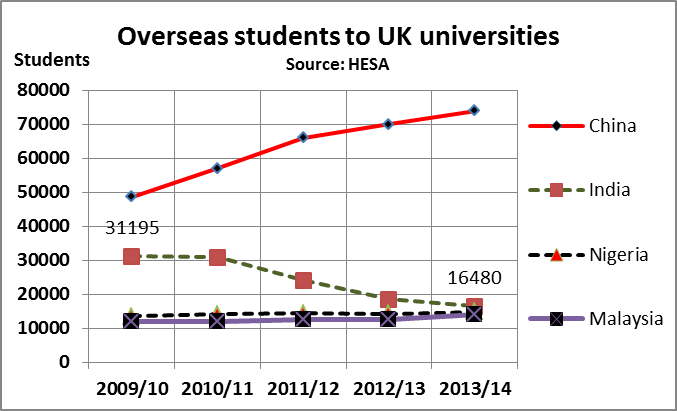 Overseas students to UK universities
Students
Source: HESA
80000
70000
60000
50000
40000
30000
20000
10000
0
31195
16480
2009/10 2010/11 2011/12 2012/13 2013/14
China
India
Nigeria
Malaysia